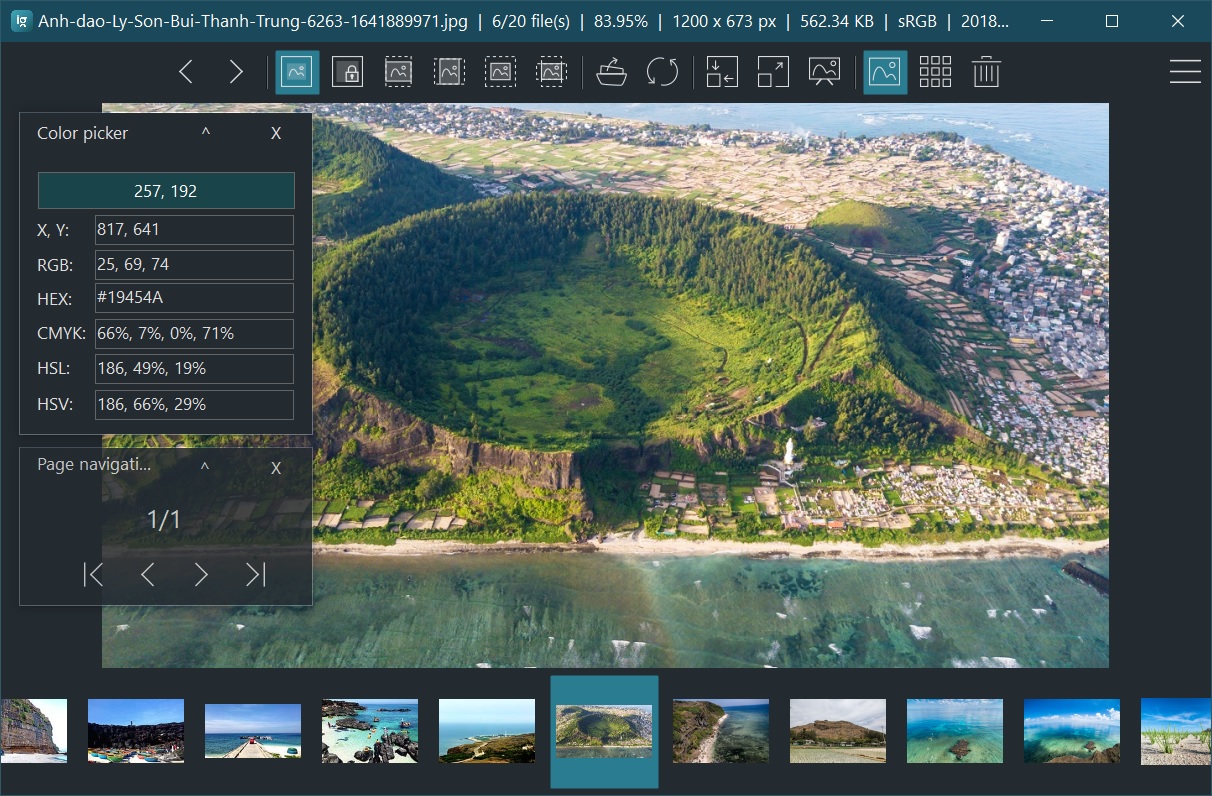 Ig Anh-dao-Ly-Son-Bui-Thanh-Trung-6263-1641889971.jpg | 6/20 file(s) | 83.95% | 1200 x 673 px | 562.34 KB | sRGB | 2018...
Color picker ^ X
257, 192
X, Y: 817, 641
RGB: 25, 69, 74
HEX: #19454A
CMYK: 66%, 7%, 0%, 71%
HSL: 186, 49%, 19%
HSV: 186, 66%, 29%
Page navigati... ^ X
1/1